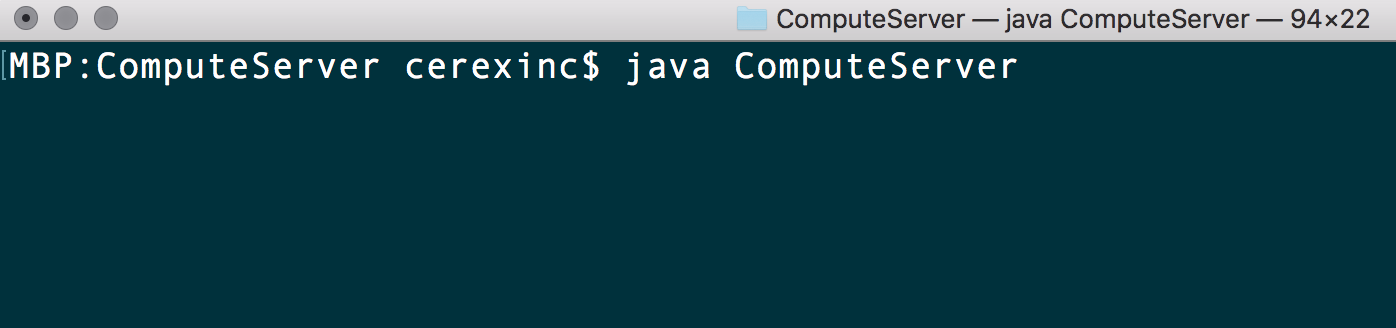 ComputeServer — java ComputeServer — 94×22
[MBP:ComputeServer cerexinc$ java ComputeServer